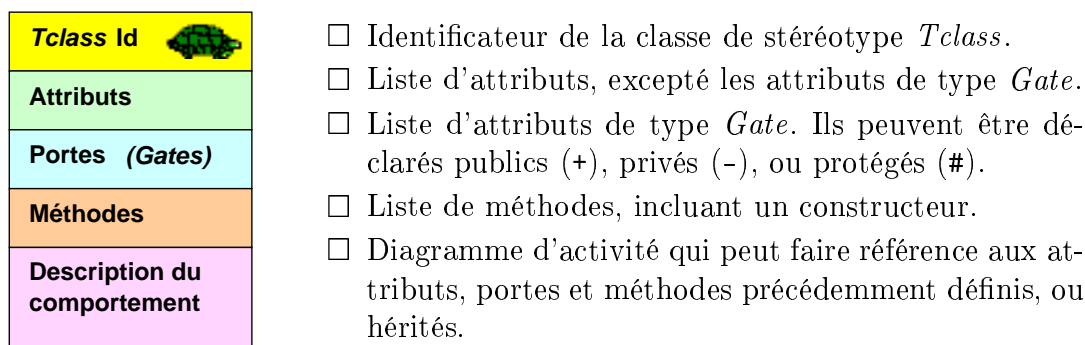 Tclass Id
Attributs
Portes (Gates)
Méthodes
Description du
comportement
□ Identificateur de la classe de stéréotype Tclass.
□ Liste d'attributs, excepté les attributs de type Gate.
□ Liste d'attributs de type Gate. Ils peuvent être dé-
clarés publics (+), privés (-), ou protégés (#).
□ Liste de méthodes, incluant un constructeur.
□ Diagramme d'activité qui peut faire référence aux at-
tributs, portes et méthodes précédemment définis, ou
hérités.